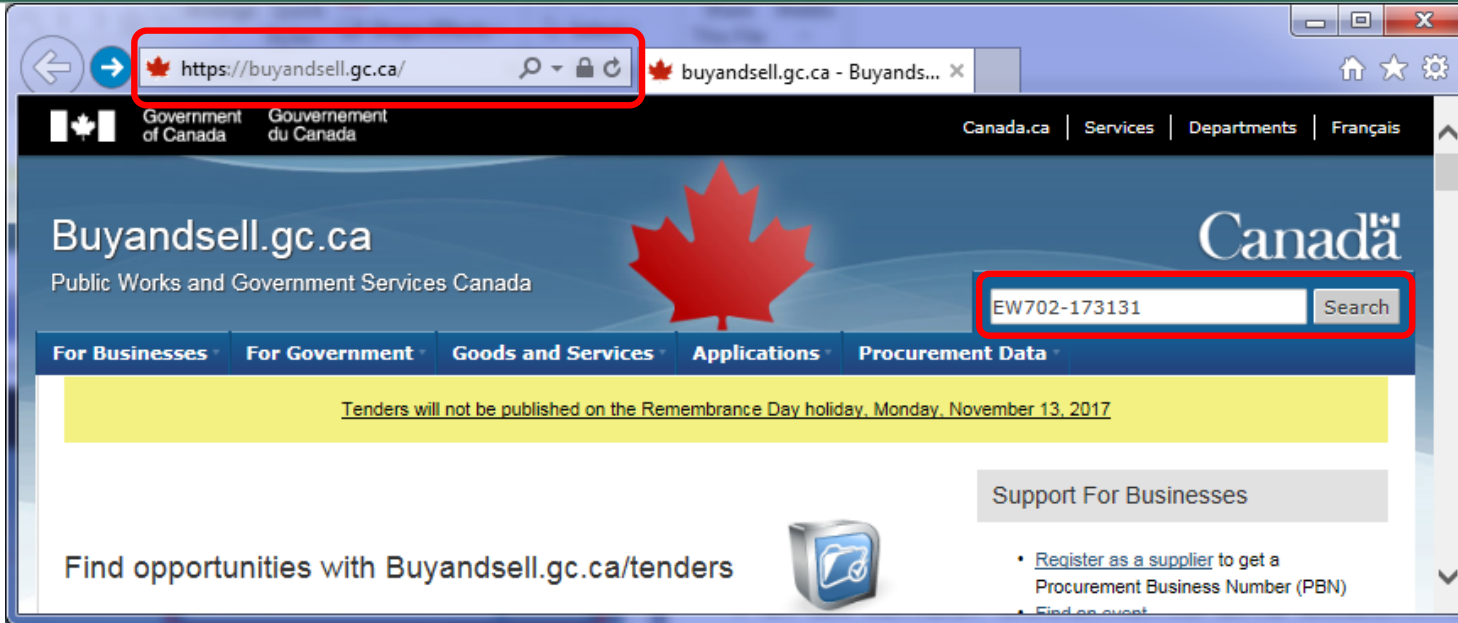 https://buyandsell.gc.ca/
buyandsell.gc.ca - Buyands...
Government of Canada
Gouvernement du Canada
Canada.ca | Services | Departments | Français
Buyandsell.gc.ca
Public Works and Government Services Canada
Canada
EW702-173131 Search
For Businesses For Government Goods and Services Applications Procurement Data
Tenders will not be published on the Remembrance Day holiday, Monday, November 13, 2017
Find opportunities with Buyandsell.gc.ca/tenders
Support For Businesses
• Register as a supplier to get a
Procurement Business Number (PBN)
• Find an event